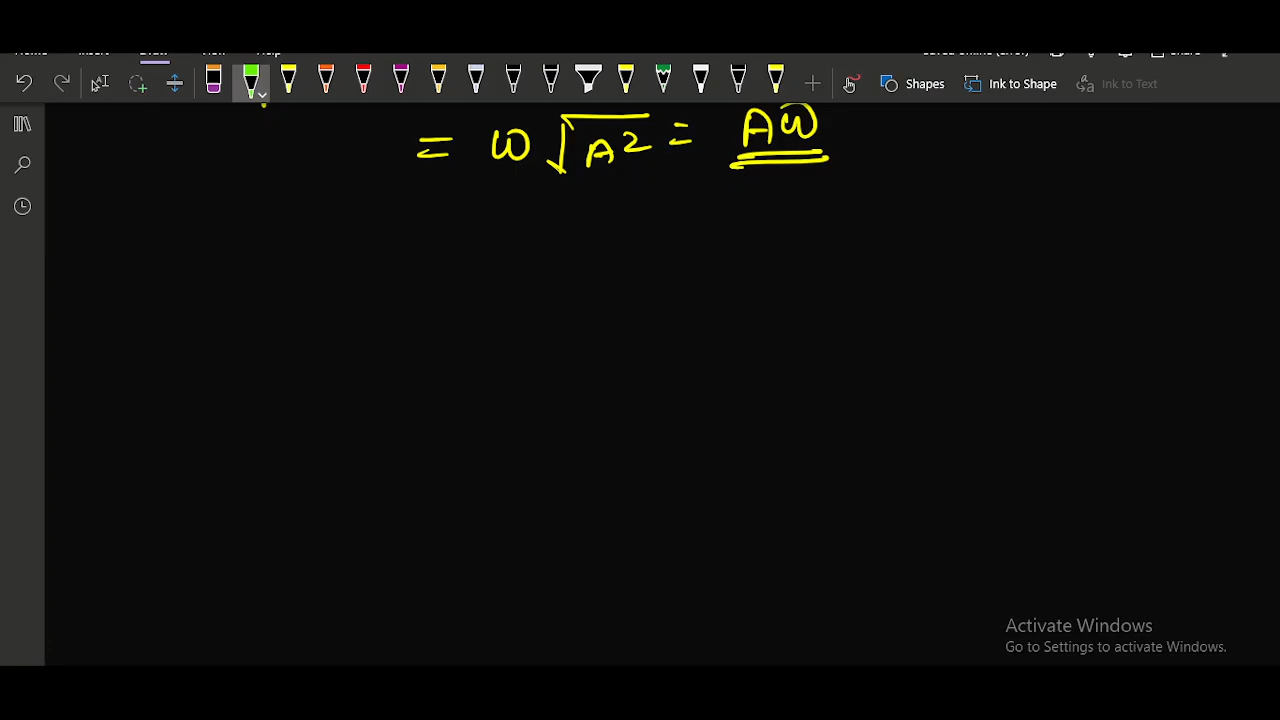 Shapes
Ink to Shape
Ink to Text
= ω √A² = Aω
Activate Windows
Go to Settings to activate Windows.